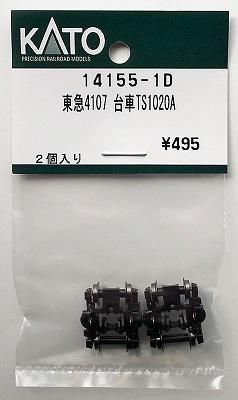 KATO
PRECISION RAILROAD MODELS
14155-1D
東急4107 台車TS1020A
¥495
2個入り